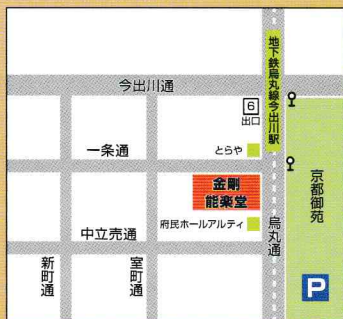 地下鉄烏丸線今出川駅
今出川通
6
出口
一条通
とらや
金剛
能楽堂
京都御苑
中立売通
府民ホールアルティ
烏丸通
新町通
室町通
P